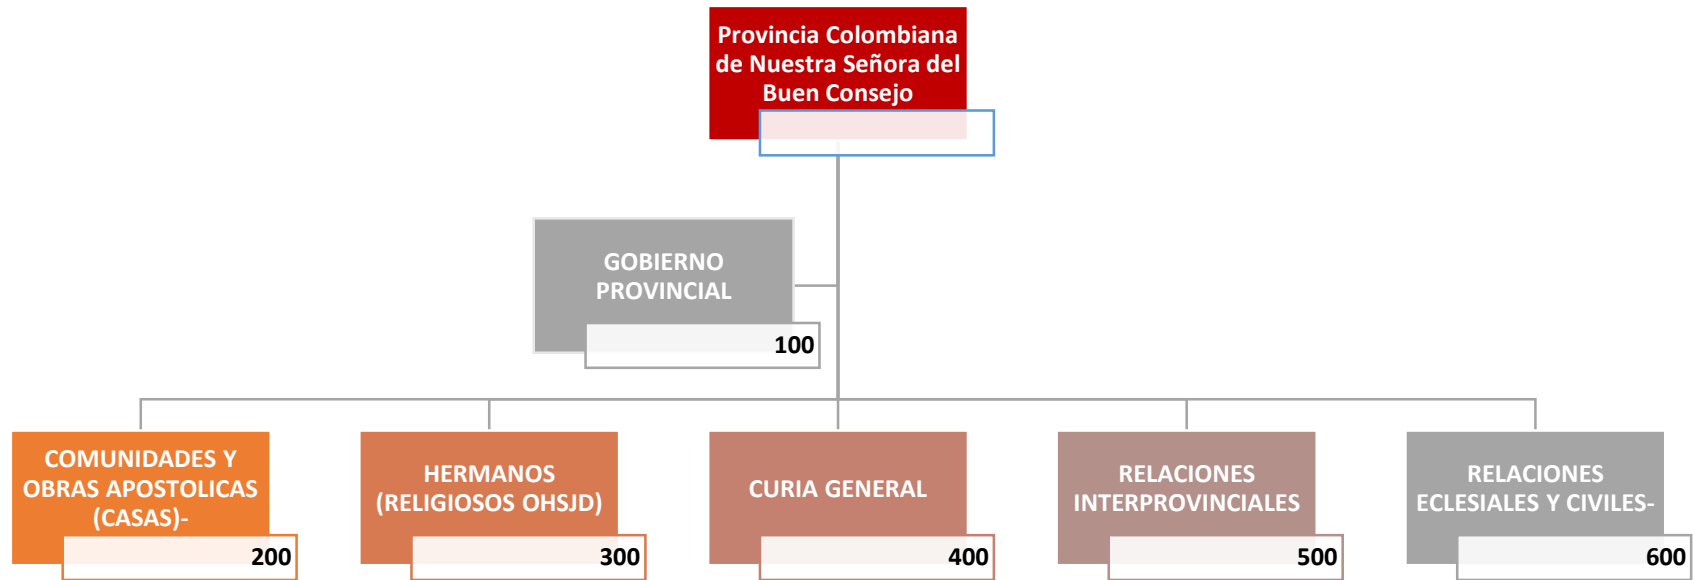 Provincia Colombiana
de Nuestra Señora del
Buen Consejo
GOBIERNO
PROVINCIAL
100
COMUNIDADES Y
OBRAS APOSTOLICAS
(CASAS)-
200
HERMANOS
(RELIGIOSOS OHSJD)
300
CURIA GENERAL
400
RELACIONES
INTERPROVINCIALES
500
RELACIONES
ECLESIALES Y CIVILES-
600